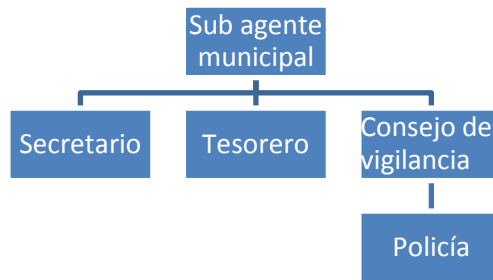 Sub agente
municipal
Secretario
Tesorero
Consejo de
vigilancia
Policía